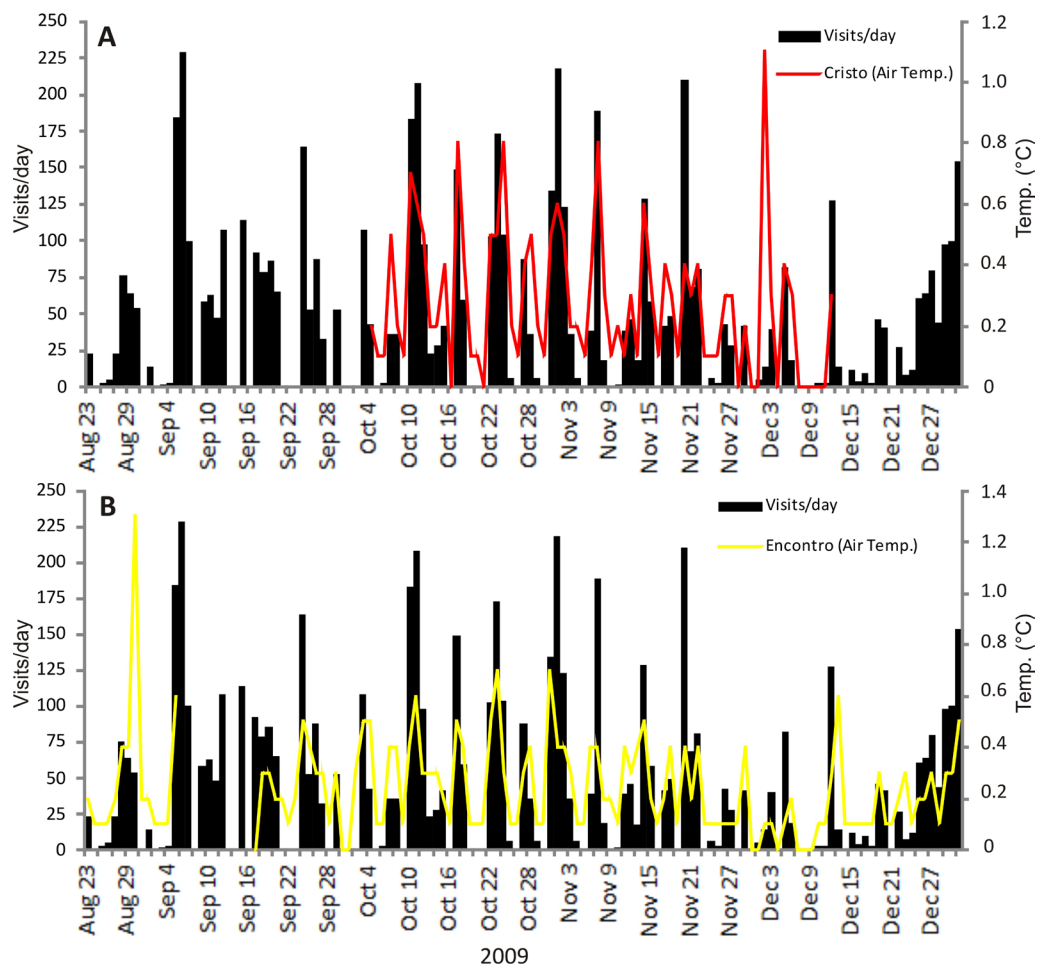 A
Visits/day
Cristo (Air Temp.)
250
225
200
175
150
125
100
75
50
25
0
Visits/day
1.2
1.0
0.8
0.6
0.4
0.2
0
Temp. (°C)
Aug 23
Aug 29
Sep 4
Sep 10
Sep 16
Sep 22
Sep 28
Oct 4
Oct 10
Oct 16
Oct 22
Oct 28
Nov 3
Nov 9
Nov 15
Nov 21
Nov 27
Dec 3
Dec 9
Dec 15
Dec 21
Dec 27
B
Visits/day
Encontro (Air Temp.)
250
225
200
175
150
125
100
75
50
25
0
Visits/day
1.4
1.2
1.0
0.8
0.6
0.4
0.2
0
Temp. (°C)
Aug 23
Aug 29
Sep 4
Sep 10
Sep 16
Sep 22
Sep 28
Oct 4
Oct 10
Oct 16
Oct 22
Oct 28
Nov 3
Nov 9
Nov 15
Nov 21
Nov 27
Dec 3
Dec 9
Dec 15
Dec 21
Dec 27
2009